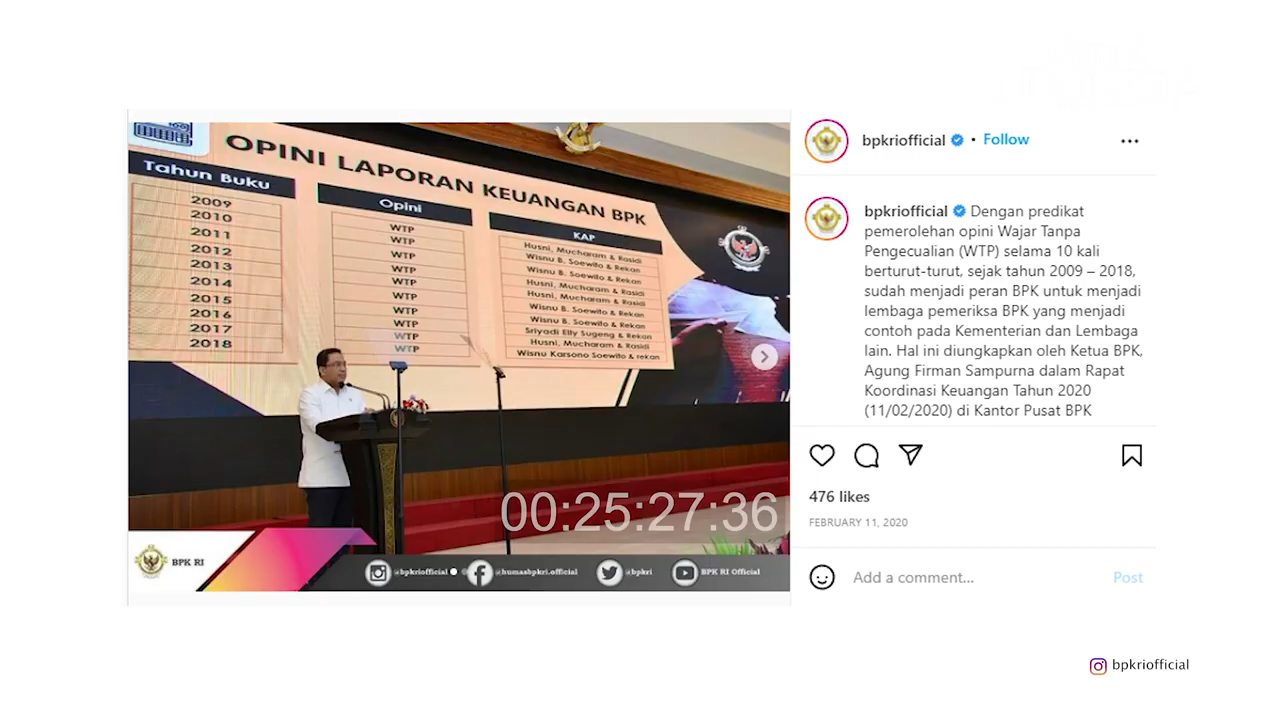 OPINI LAPORAN KEUANGAN BPK
Tahun Buku
2009
2010
2011
2012
2013
2014
2015
2016
2017
2018
Opini
WTP
WTP
WTP
WTP
WTP
WTP
WTP
WTP
WTP
WTP
KAP
Husni, Mucharam & Rasidi
Wisnu B. Soewito & Rekan
Wisnu B. Soewito & Rekan
Husni, Mucharam & Rasidi
Husni, Mucharam & Rasidi
Wisnu B. Soewito & Rekan
Wisnu B. Soewito & Rekan
Sriyadi Elly Sugeng & Rekan
Husni, Mucharam & Rasidi
Wisnu Karsono Soewito & rekan
00:25:27:36
BPK RI
@bpkriofficial
@humasbpkri.official
@bpkri
BPK RI Official
bpkriofficial • Follow
bpkriofficial Dengan predikat
pemerolehan opini Wajar Tanpa
Pengecualian (WTP) selama 10 kali
berturut-turut, sejak tahun 2009 – 2018,
sudah menjadi peran BPK untuk menjadi
lembaga pemeriksa BPK yang menjadi
contoh pada Kementerian dan Lembaga
lain. Hal ini diungkapkan oleh Ketua BPK,
Agung Firman Sampurna dalam Rapat
Koordinasi Keuangan Tahun 2020
(11/02/2020) di Kantor Pusat BPK
476 likes
FEBRUARY 11, 2020
Add a comment... Post
bpkriofficial